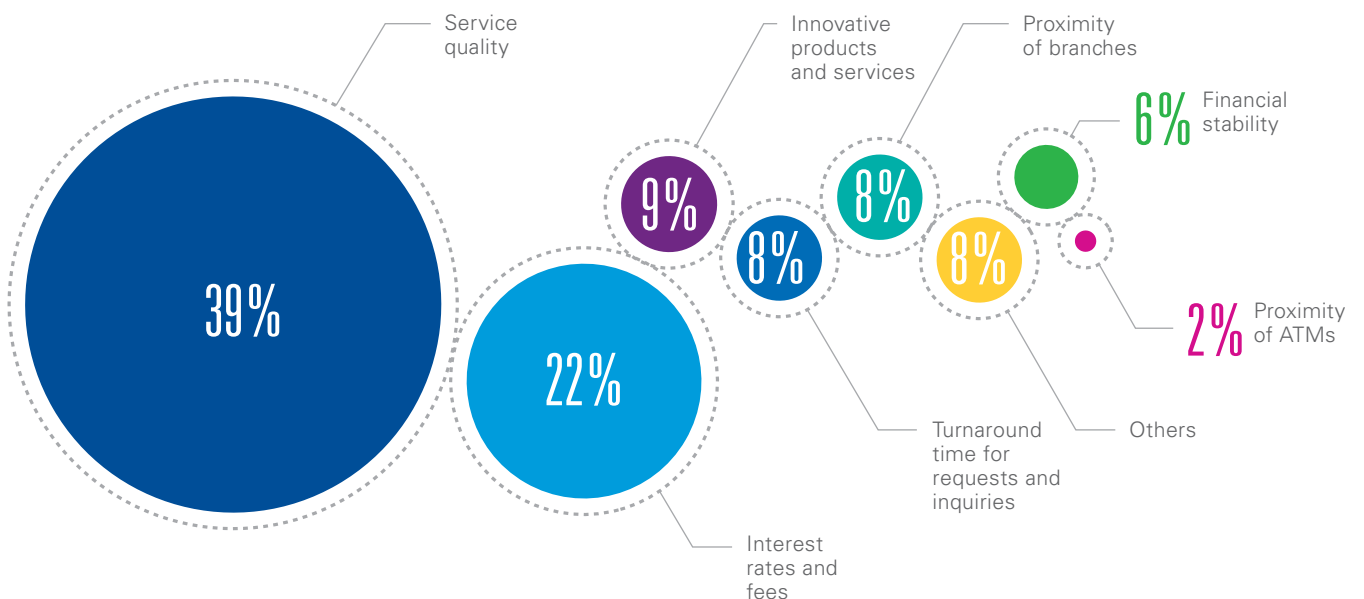 Service
quality
Innovative
products
and services
Proximity
of branches
6%
Financial
stability
9%
8%
8%
8%
39%
22%
2%
Proximity
of ATMs
Turnaround
time for
requests and
inquiries
Others
Interest
rates and
fees